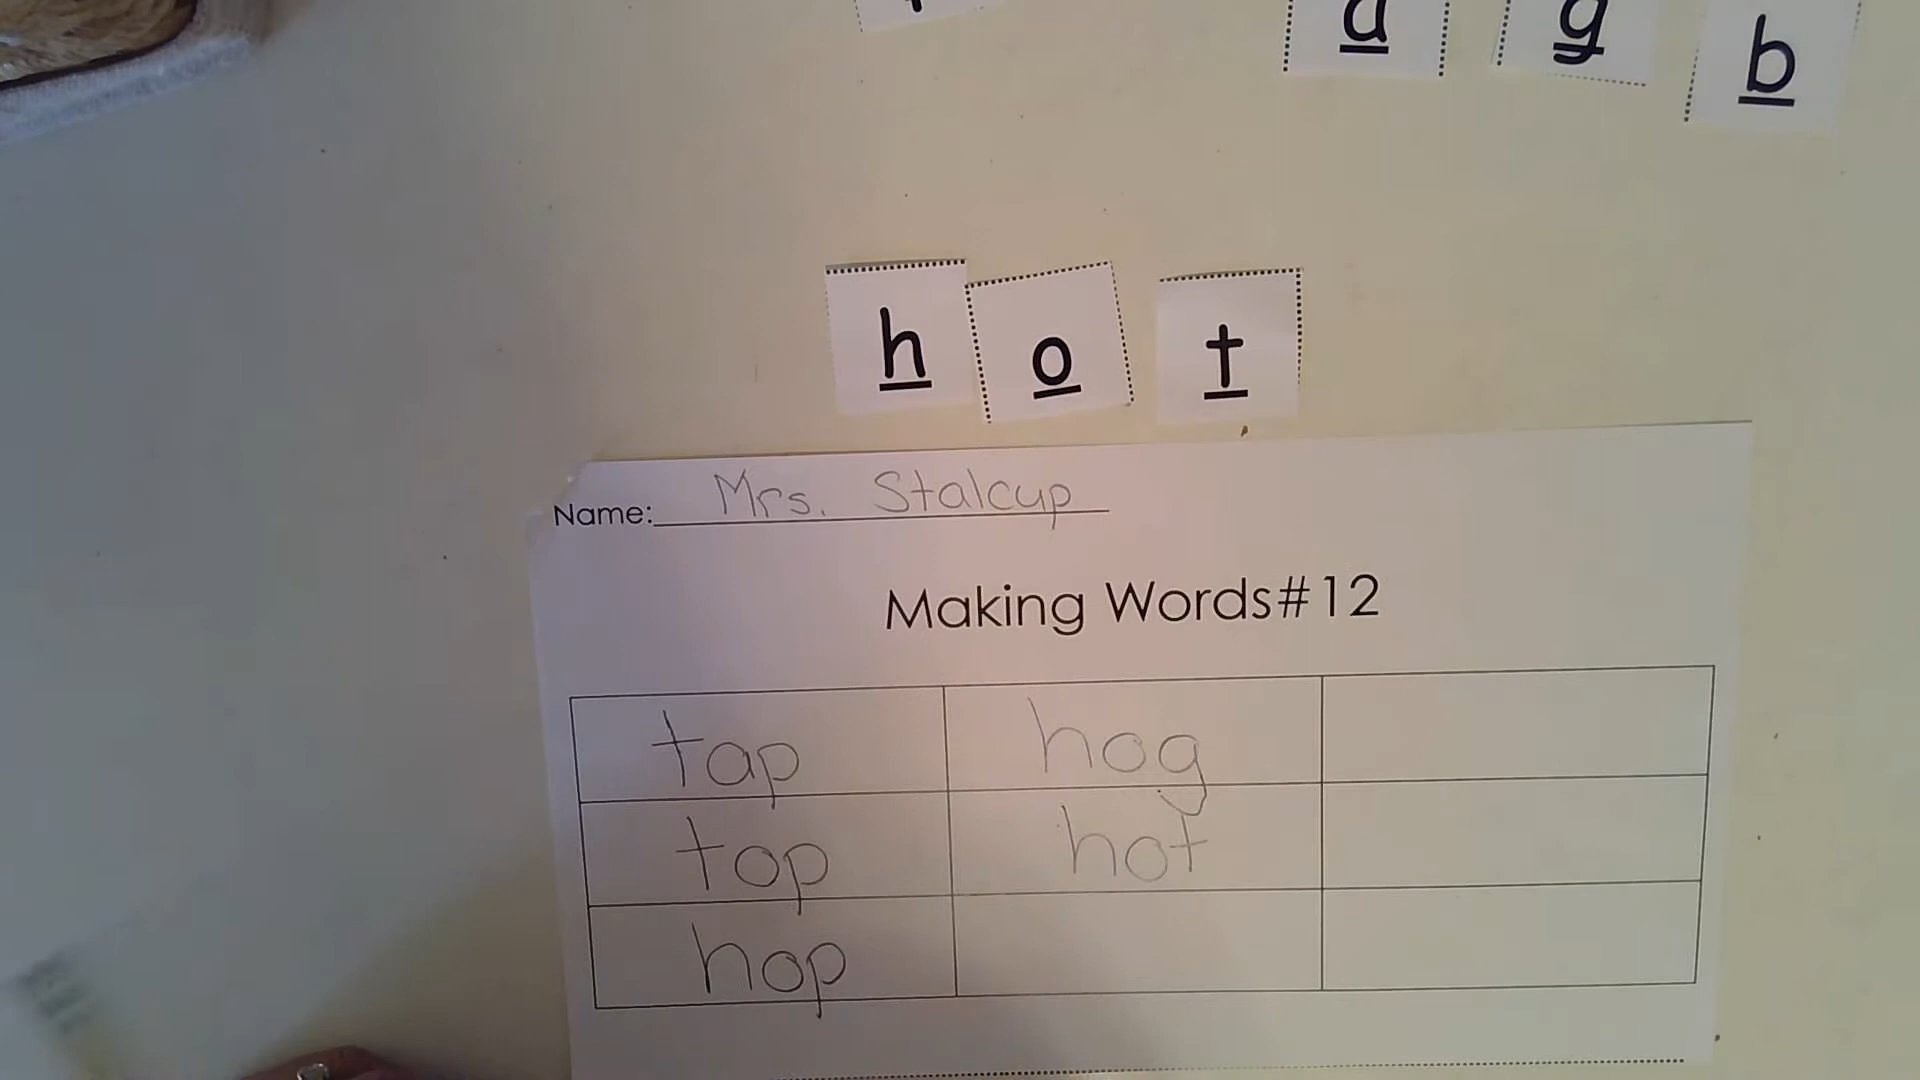 a g b
h o t
Name: Mrs. Stalcup
Making Words#12
tap hog
top hot
hop